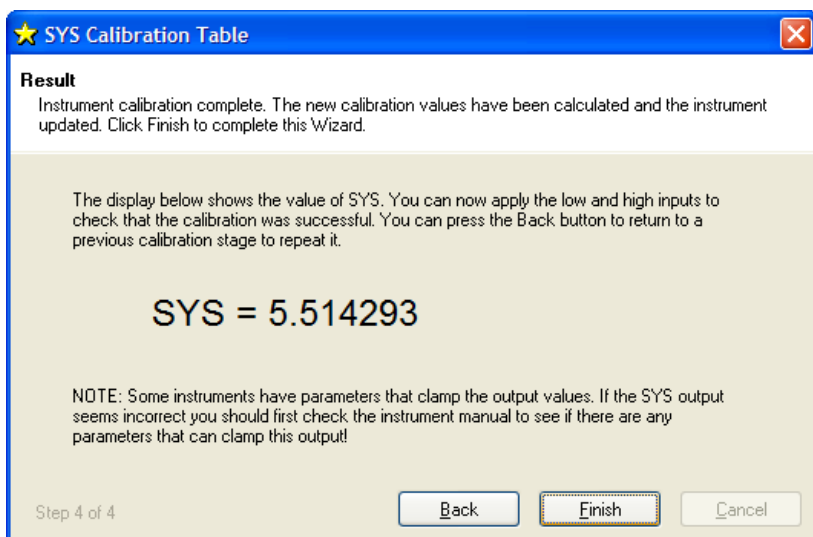 SYS Calibration Table
Result
Instrument calibration complete. The new calibration values have been calculated and the instrument
updated. Click Finish to complete this Wizard.
The display below shows the value of SYS. You can now apply the low and high inputs to
check that the calibration was successful. You can press the Back button to return to a
previous calibration stage to repeat it.
SYS = 5.514293
NOTE: Some instruments have parameters that clamp the output values. If the SYS output
seems incorrect you should first check the instrument manual to see if there are any
parameters that can clamp this output!
Step 4 of 4
Back
Finish
Cancel